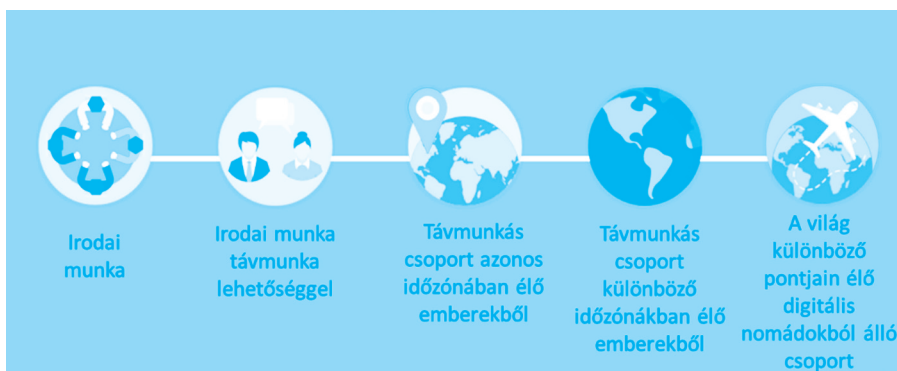 Irodai
munka
Irodai munka
távmunka
lehetőséggel
Távmunkás
csoport azonos
időzónában élő
emberekből
Távmunkás
csoport
különböző
időzónákban élő
emberekből
A világ
különböző
pontjain élő
digitális
nomádokból álló
csoport